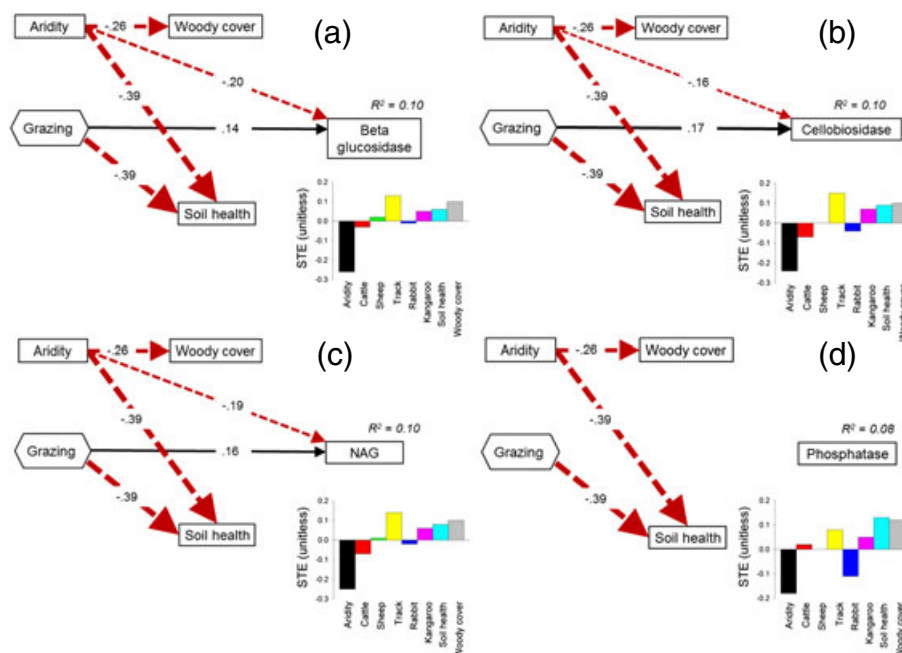 (a)
Aridity
-.26
Woody cover
-.39
-.20
R² = 0.10
Grazing
.14
Beta
glucosidase
-.39
Soil health
STE (unitless)
0.2
0.1
0.0
-0.1
-0.2
-0.3
Aridity
Cattle
Sheep
Track
Rabbit
Kangaroo
Soil health
Woody cover
(b)
Aridity
-.26
Woody cover
-.39
-.16
R² = 0.10
Grazing
.17
Cellobiosidase
-.39
Soil health
STE (unitless)
0.2
0.1
0.0
-0.1
-0.2
-0.3
Aridity
Cattle
Sheep
Track
Rabbit
Kangaroo
Soil health
Woody cover
(c)
Aridity
-.26
Woody cover
-.39
-.19
R² = 0.10
Grazing
.16
NAG
-.39
Soil health
STE (unitless)
0.2
0.1
0.0
-0.1
-0.2
-0.3
Aridity
Cattle
Sheep
Track
Rabbit
Kangaroo
Soil health
Woody cover
(d)
Aridity
-.26
Woody cover
-.39
R² = 0.08
Grazing
Phosphatase
-.39
Soil health
STE (unitless)
0.2
0.1
0.0
-0.1
-0.2
Aridity
Cattle
Sheep
Track
Rabbit
Kangaroo
Soil health
Woody cover